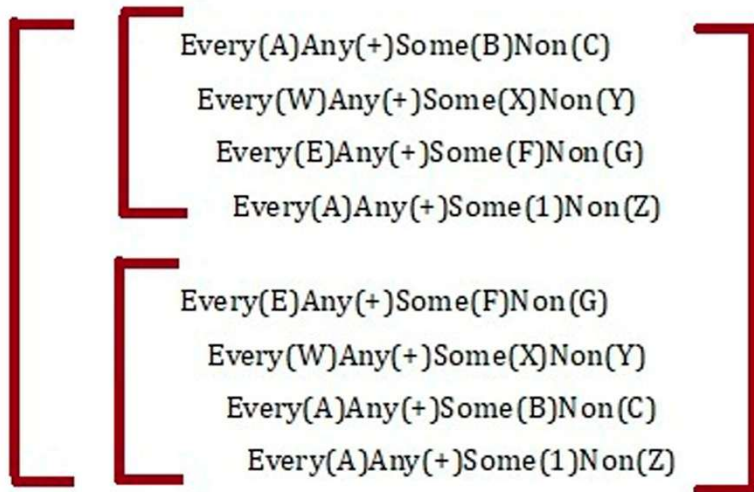 Every(A)Any(+)Some(B)Non(C)
Every(W)Any(+)Some(X)Non(Y)
Every(E)Any(+)Some(F)Non(G)
Every(A)Any(+)Some(1)Non(Z)
Every(E)Any(+)Some(F)Non(G)
Every(W)Any(+)Some(X)Non(Y)
Every(A)Any(+)Some(B)Non(C)
Every(A)Any(+)Some(1)Non(Z)